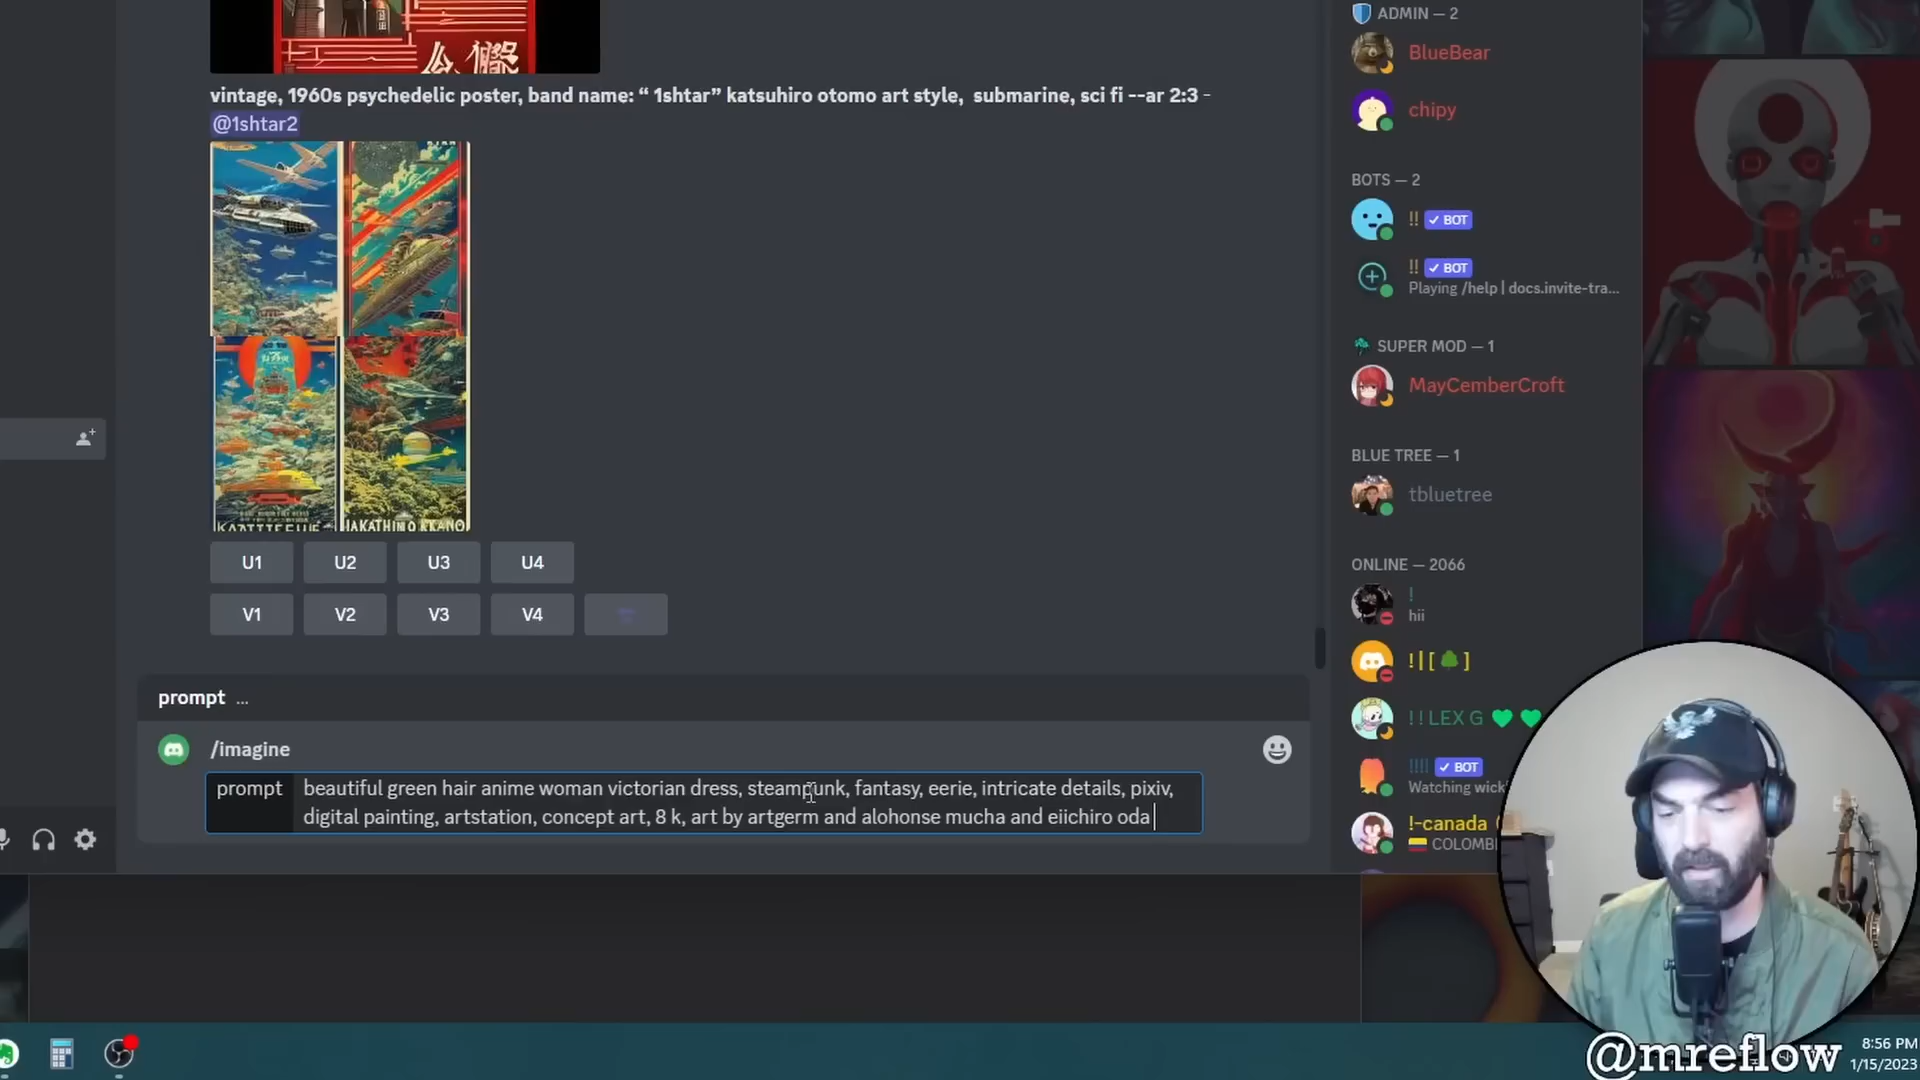 vintage, 1960s psychedelic poster, band name: “ 1shtar” katsuhiro otomo art style,  submarine, sci fi --ar 2:3 -
@1shtar2
U1 U2 U3 U4
V1 V2 V3 V4
prompt ...
/imagine
prompt beautiful green hair anime woman victorian dress, steampunk, fantasy, eerie, intricate details, pixiv,
digital painting, artstation, concept art, 8 k, art by artgerm and alohonse mucha and eiichiro oda
ADMIN — 2
BlueBear
chipy
BOTS — 2
!! ✓ BOT
!! ✓ BOT
Playing /help | docs.invite-tra...
SUPER MOD — 1
MayCemberCroft
BLUE TREE — 1
tbluetree
ONLINE — 2066
!
hii
! | [ 🌳 ]
! ! LEX G 💚 💚
!!!! ✓ BOT
Watching wick
!-canada
COLOMB
@mreflow
8:56 PM
1/15/2023